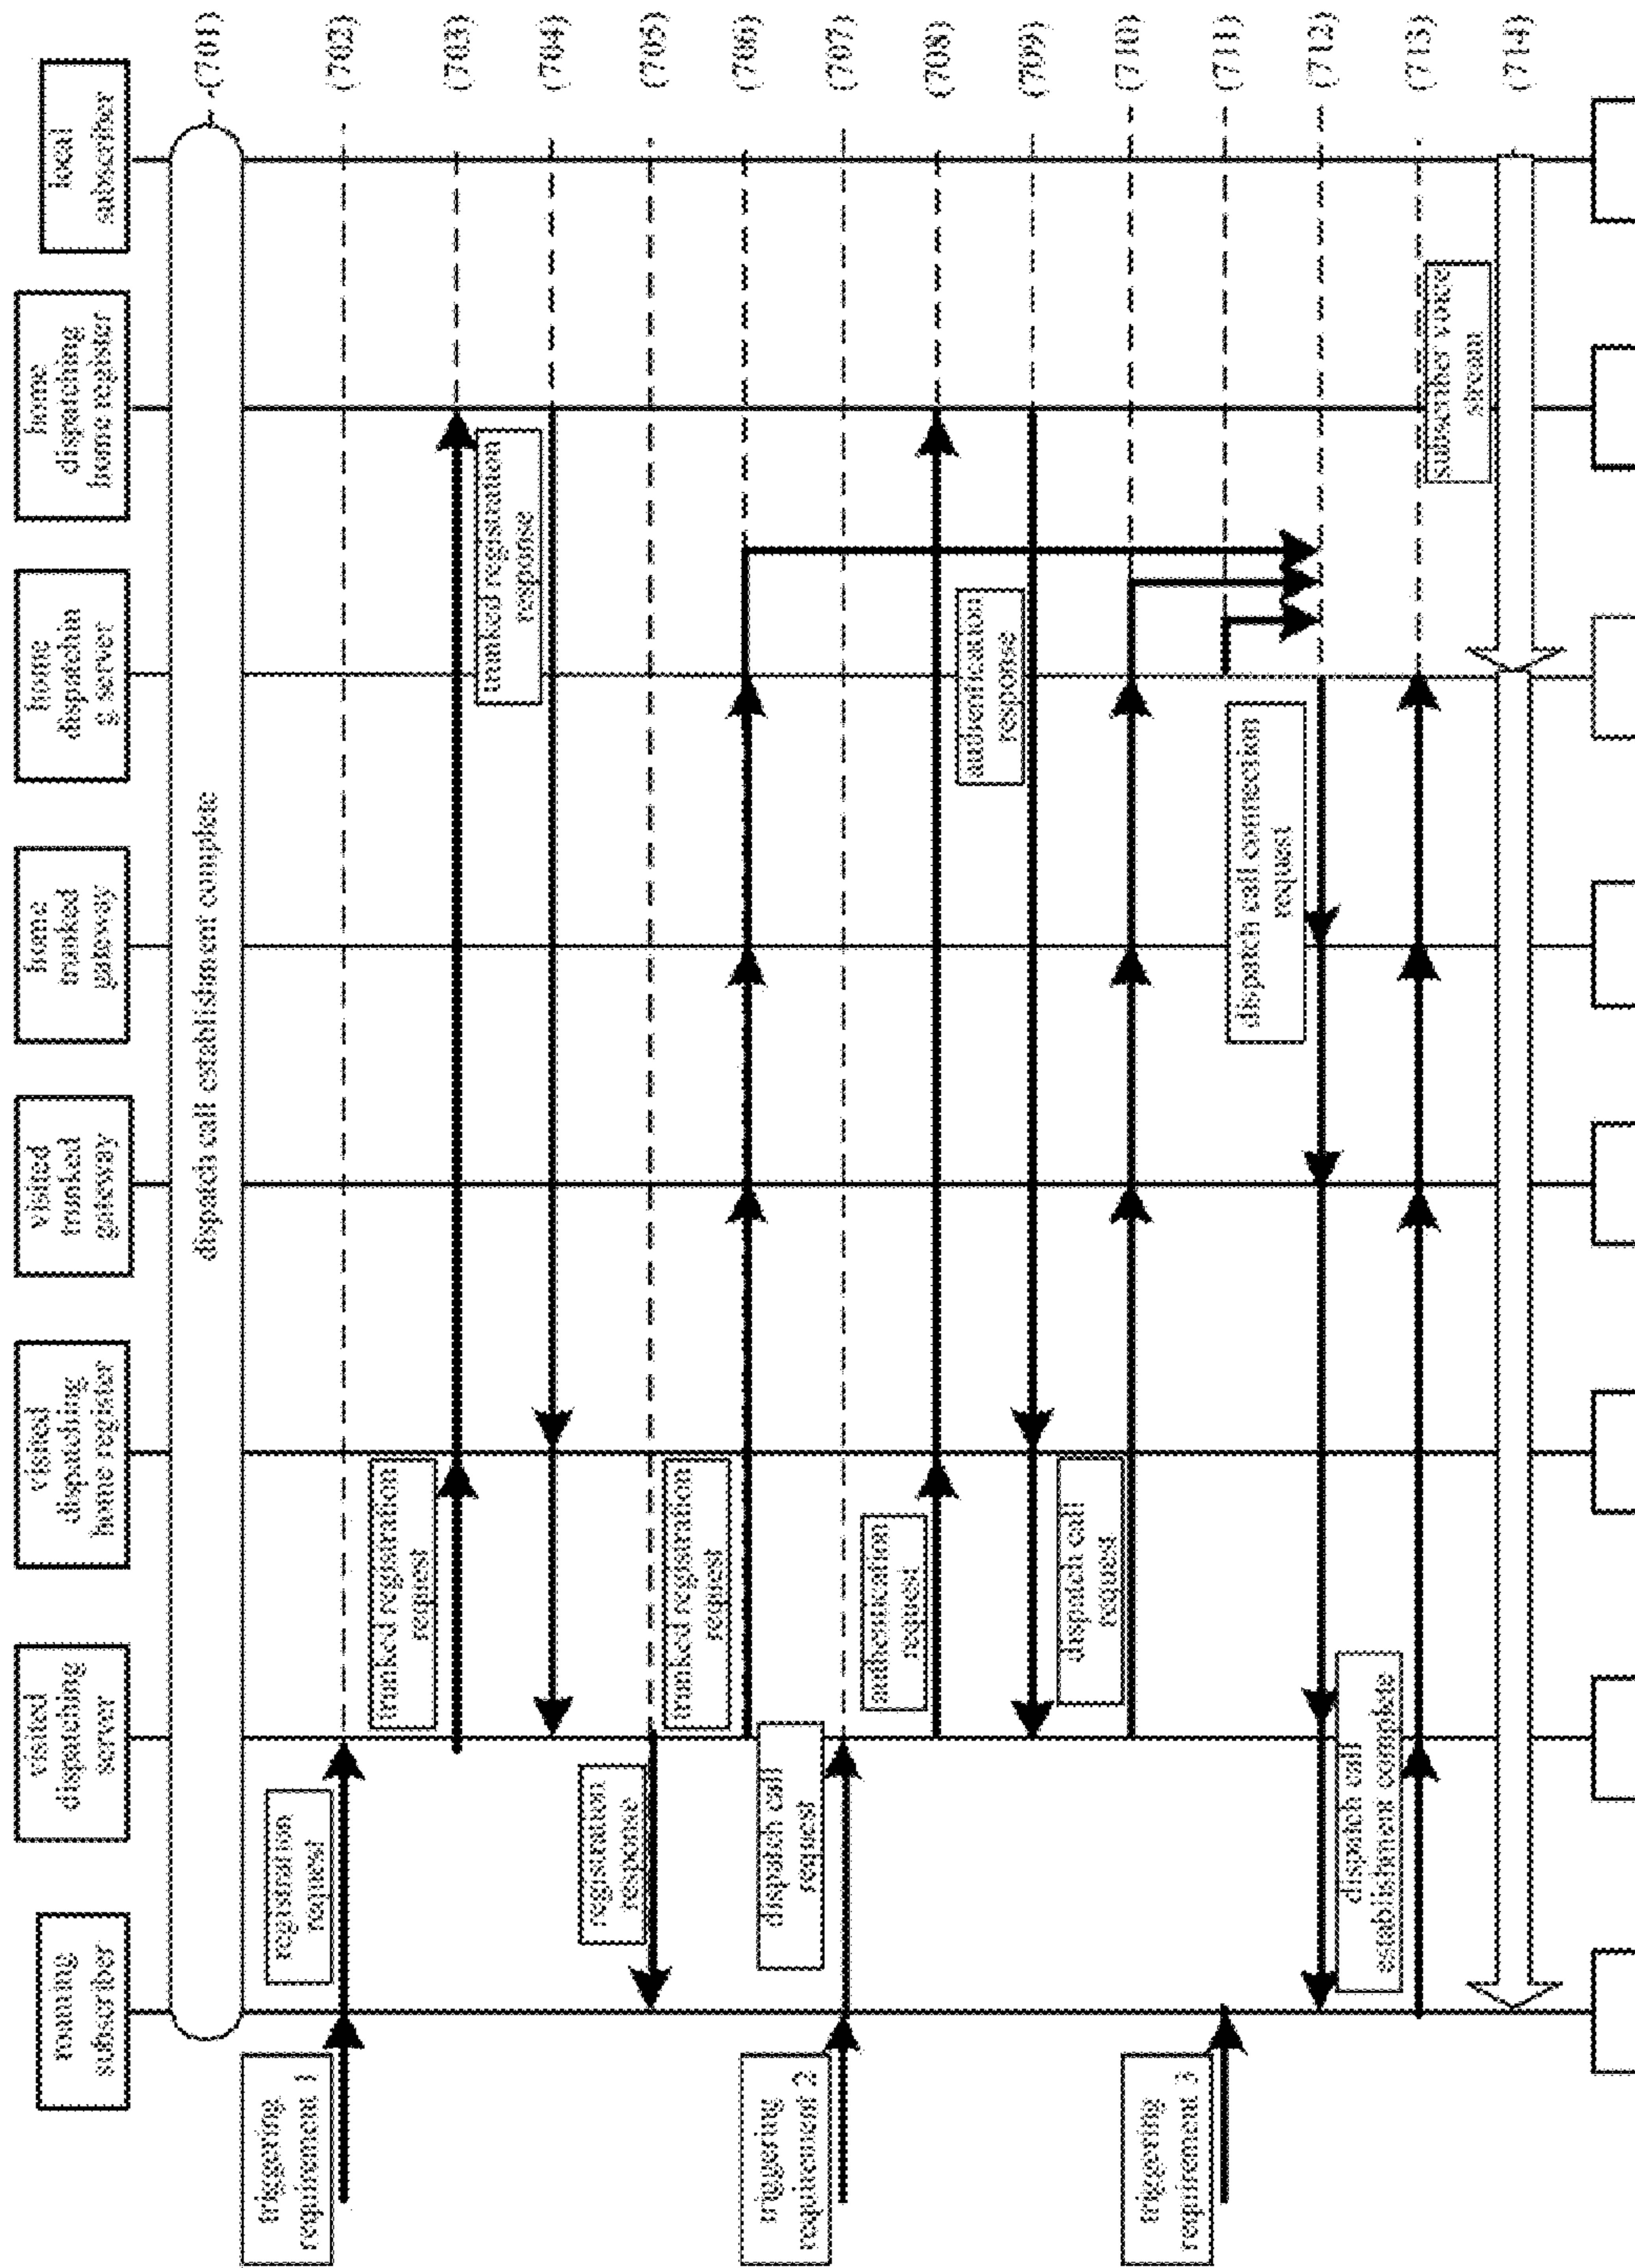 roaming
subscriber
visited
dispatching
server
visited
dispatching
home register
visited
trunked
gateway
home
trunked
gateway
home
dispatchin
g server
home
dispatching
home register
local
subscriber
dispatch call establishment complete
(701)
triggering
requirement 1
registration
request
(702)
trunked registration
request
(703)
trunked registration
response
(704)
registration
response
(705)
trunked registration
request
(706)
triggering
requirement 2
dispatch call
request
(707)
authentication
request
(708)
authentication
response
(709)
dispatch call
request
(710)
triggering
requirement 3
(711)
dispatch call connection
request
(712)
dispatch call
establishment complete
(713)
subscriber voice
stream
(714)